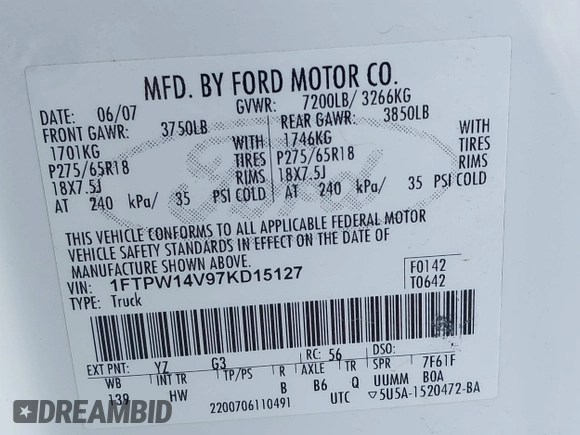 MFD. BY FORD MOTOR CO.
DATE: 06/07 GVWR: 7200LB/ 3266KG
FRONT GAWR: 3750LB REAR GAWR: 3850LB
1701KG WITH 1746KG WITH
P275/65R18 TIRES P275/65R18 TIRES
18X7.5J RIMS 18X7.5J RIMS
AT 240 kPa/ 35 PSI COLD AT 240 kPa/ 35 PSI COLD
THIS VEHICLE CONFORMS TO ALL APPLICABLE FEDERAL MOTOR
VEHICLE SAFETY STANDARDS IN EFFECT ON THE DATE OF
MANUFACTURE SHOWN ABOVE.
VIN: 1FTPW14V97KD15127 F0142
TYPE: Truck T0642
EXT PNT: YZ G3 RC: 56 DSO:
WB INT TR TP/PS R AXLE TR SPR 7F61F
139 HW B B6 Q UUMM BOA
2200706110491 UTC 5U5A-1520472-BA
Ford
DREAMBID